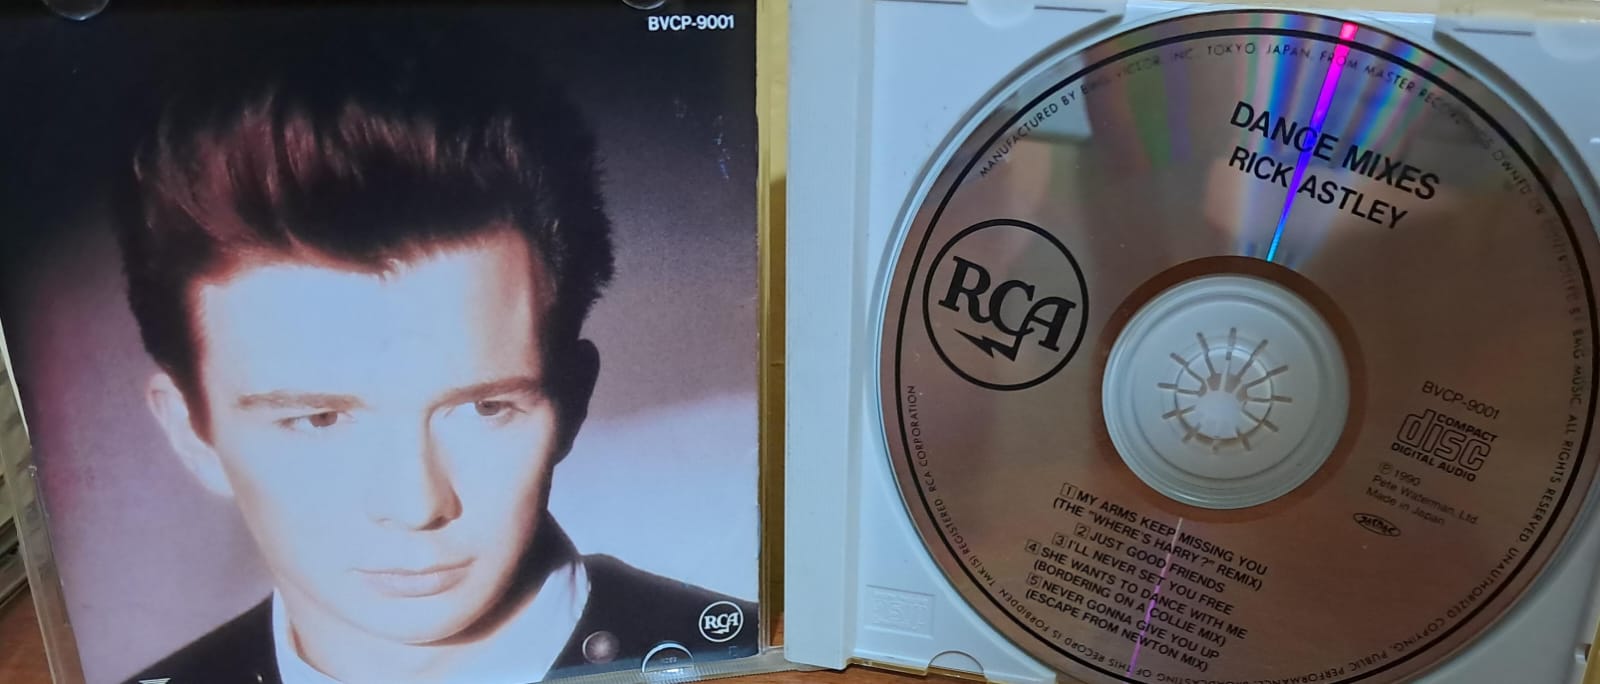 BVCP-9001
RCA
MANUFACTURED BY BMG VICTOR, INC. TOKYO, JAPAN. FROM MASTER RECORDINGS OWNED BY
BMG MUSIC. ALL RIGHTS RESERVED. UNAUTHORIZED COPYING, PUBLIC PERFORMANCE, BROADCASTING OF THIS RECORD IS FORBIDDEN
TMK(S) REGISTERED RCA CORPORATION
DANCE MIXES
RICK ASTLEY
RCA
BVCP-9001
COMPACT
disc
DIGITAL AUDIO
Ⓟ 1990
Pete Waterman, Ltd.
Made in Japan
1 MY ARMS KEEP MISSING YOU
(THE "WHERE'S HARRY?" REMIX)
2 JUST GOOD FRIENDS
3 I'LL NEVER SET YOU FREE
4 SHE WANTS TO DANCE WITH ME
(BORDERING ON A COLLIE MIX)
5 NEVER GONNA GIVE YOU UP
(ESCAPE FROM NEWTON MIX)